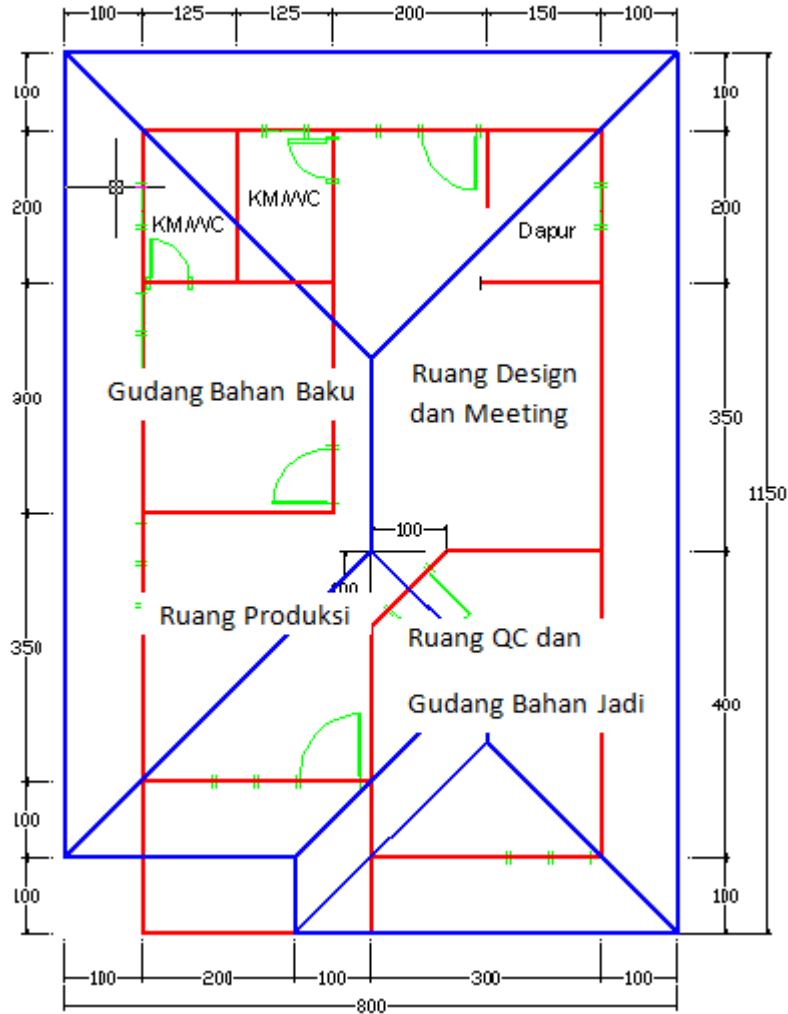 100 125 125 200 150 100
100
100
200
KM/WC
KM/WC
Dapur
200
300
Gudang Bahan Baku
Ruang Design
dan Meeting
350
1150
100
Ruang Produksi
Ruang QC dan
350
Gudang Bahan Jadi
400
100
100
100
100 200 100 300 100
800